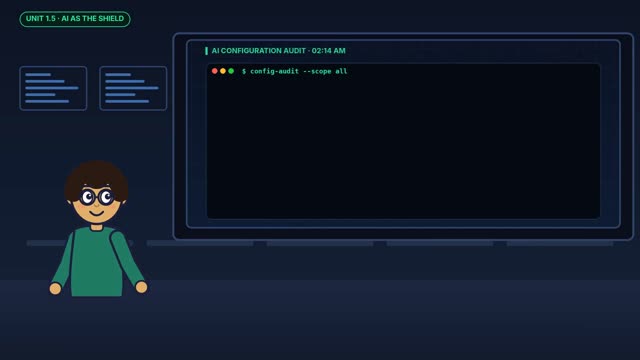 UNIT 1.5 · AI AS THE SHIELD
AI CONFIGURATION AUDIT · 02:14 AM
$ config-audit --scope all